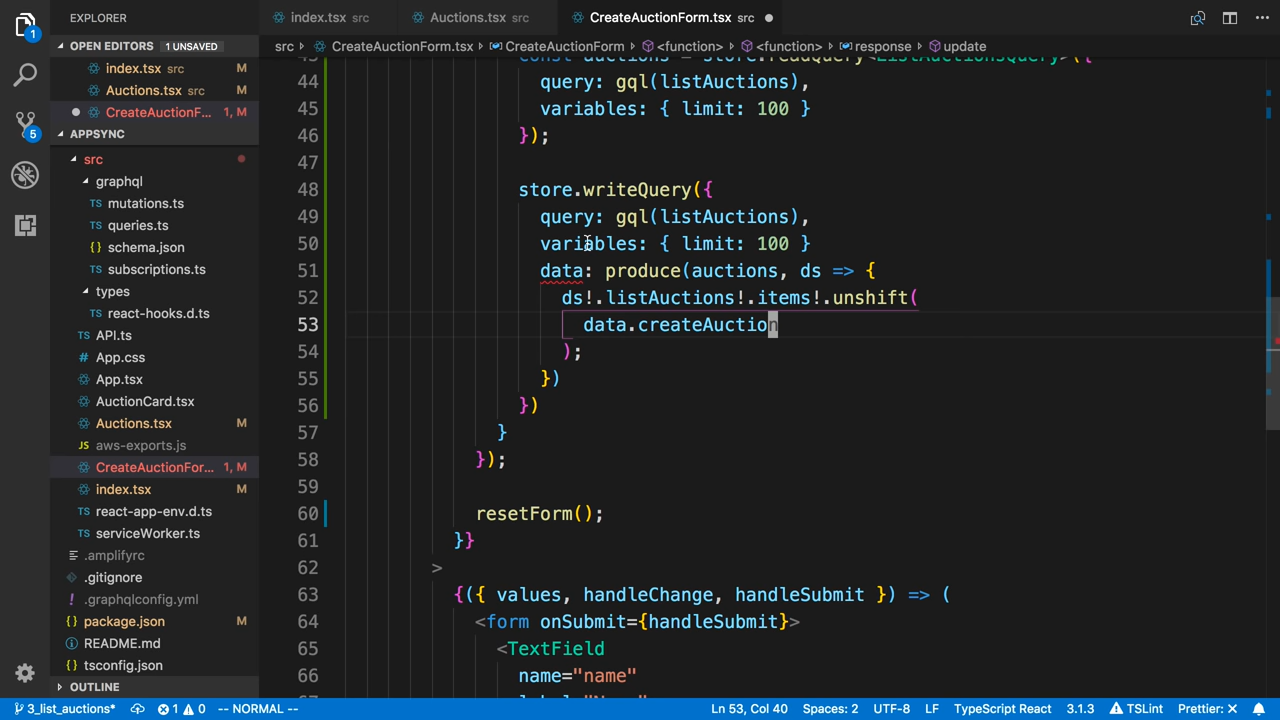 EXPLORER
index.tsx src
Auctions.tsx src
CreateAuctionForm.tsx src
1
OPEN EDITORS 1 UNSAVED
src CreateAuctionForm.tsx CreateAuctionForm <function> <function> response update
index.tsx src M
Auctions.tsx src M
CreateAuctionF... 1, M
APPSYNC
5
src
graphql
mutations.ts
queries.ts
schema.json
subscriptions.ts
types
react-hooks.d.ts
API.ts
App.css
App.tsx
AuctionCard.tsx
Auctions.tsx M
aws-exports.js
CreateAuctionFor... 1, M
index.tsx M
react-app-env.d.ts
serviceWorker.ts
.amplifyrc
.gitignore
.graphqlconfig.yml
package.json M
README.md
tsconfig.json
OUTLINE
43 const auctions = store.readQuery<ListAuctionsQuery>({
44 query: gql(listAuctions),
45 variables: { limit: 100 }
46 });
47
48 store.writeQuery({
49 query: gql(listAuctions),
50 variables: { limit: 100 }
51 data: produce(auctions, ds => {
52 ds!.listAuctions!.items!.unshift(
53 data.createAuction
54 );
55 })
56 })
57 }
58 });
59
60 resetForm();
61 }}
62 >
63 {({ values, handleChange, handleSubmit }) => (
64 <form onSubmit={handleSubmit}>
65 <TextField
66 name="name"
3_list_auctions* 1 0 -- NORMAL -- Ln 53, Col 40 Spaces: 2 UTF-8 LF TypeScript React 3.1.3 TSLint Prettier: ✕